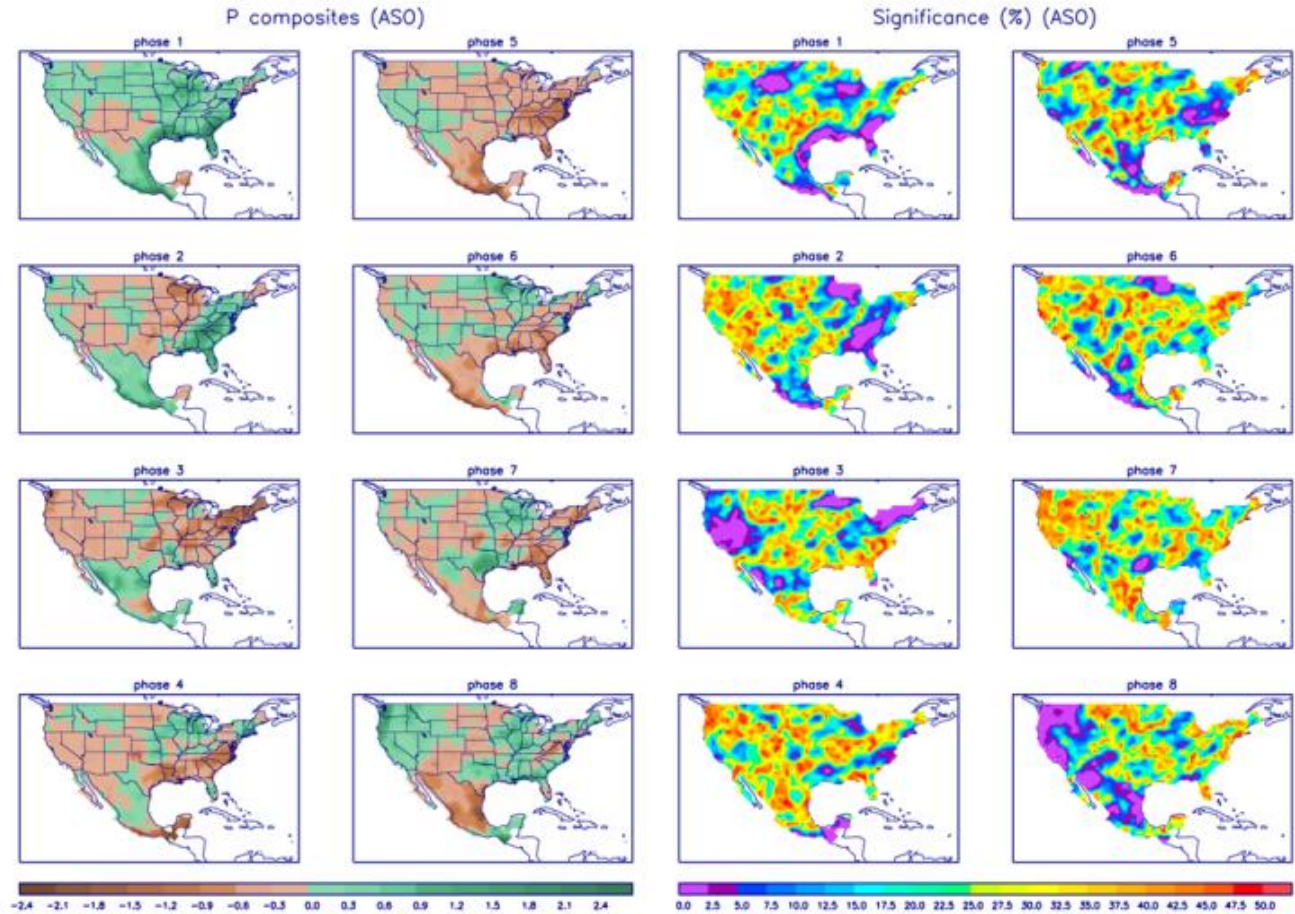 P composites (ASO)
Significance (%) (ASO)
phase 1
phase 5
phase 1
phase 5
phase 2
phase 6
phase 2
phase 6
phase 3
phase 7
phase 3
phase 7
phase 4
phase 8
phase 4
phase 8
-2.4 -2.1 -1.8 -1.5 -1.2 -0.9 -0.6 -0.3 0.0 0.3 0.6 0.9 1.2 1.5 1.8 2.1 2.4
0.0 2.5 5.0 7.5 10.0 12.5 15.0 17.5 20.0 22.5 25.0 27.5 30.0 32.5 35.0 37.5 40.0 42.5 45.0 47.5 50.0